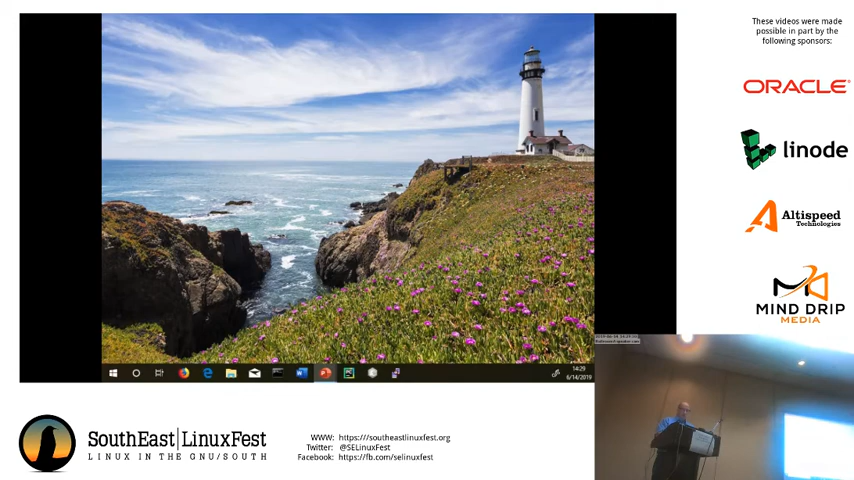 These videos were made
possible in part by the
following sponsors:
ORACLE
linode
Altispeed
Technologies
MIND DRIP
MEDIA
14:29
6/14/2019
SouthEast|LinuxFest
LINUX IN THE GNU/SOUTH
WWW: https:///southeastlinuxfest.org
Twitter: @SELinuxFest
Facebook: https://fb.com/selinuxfest